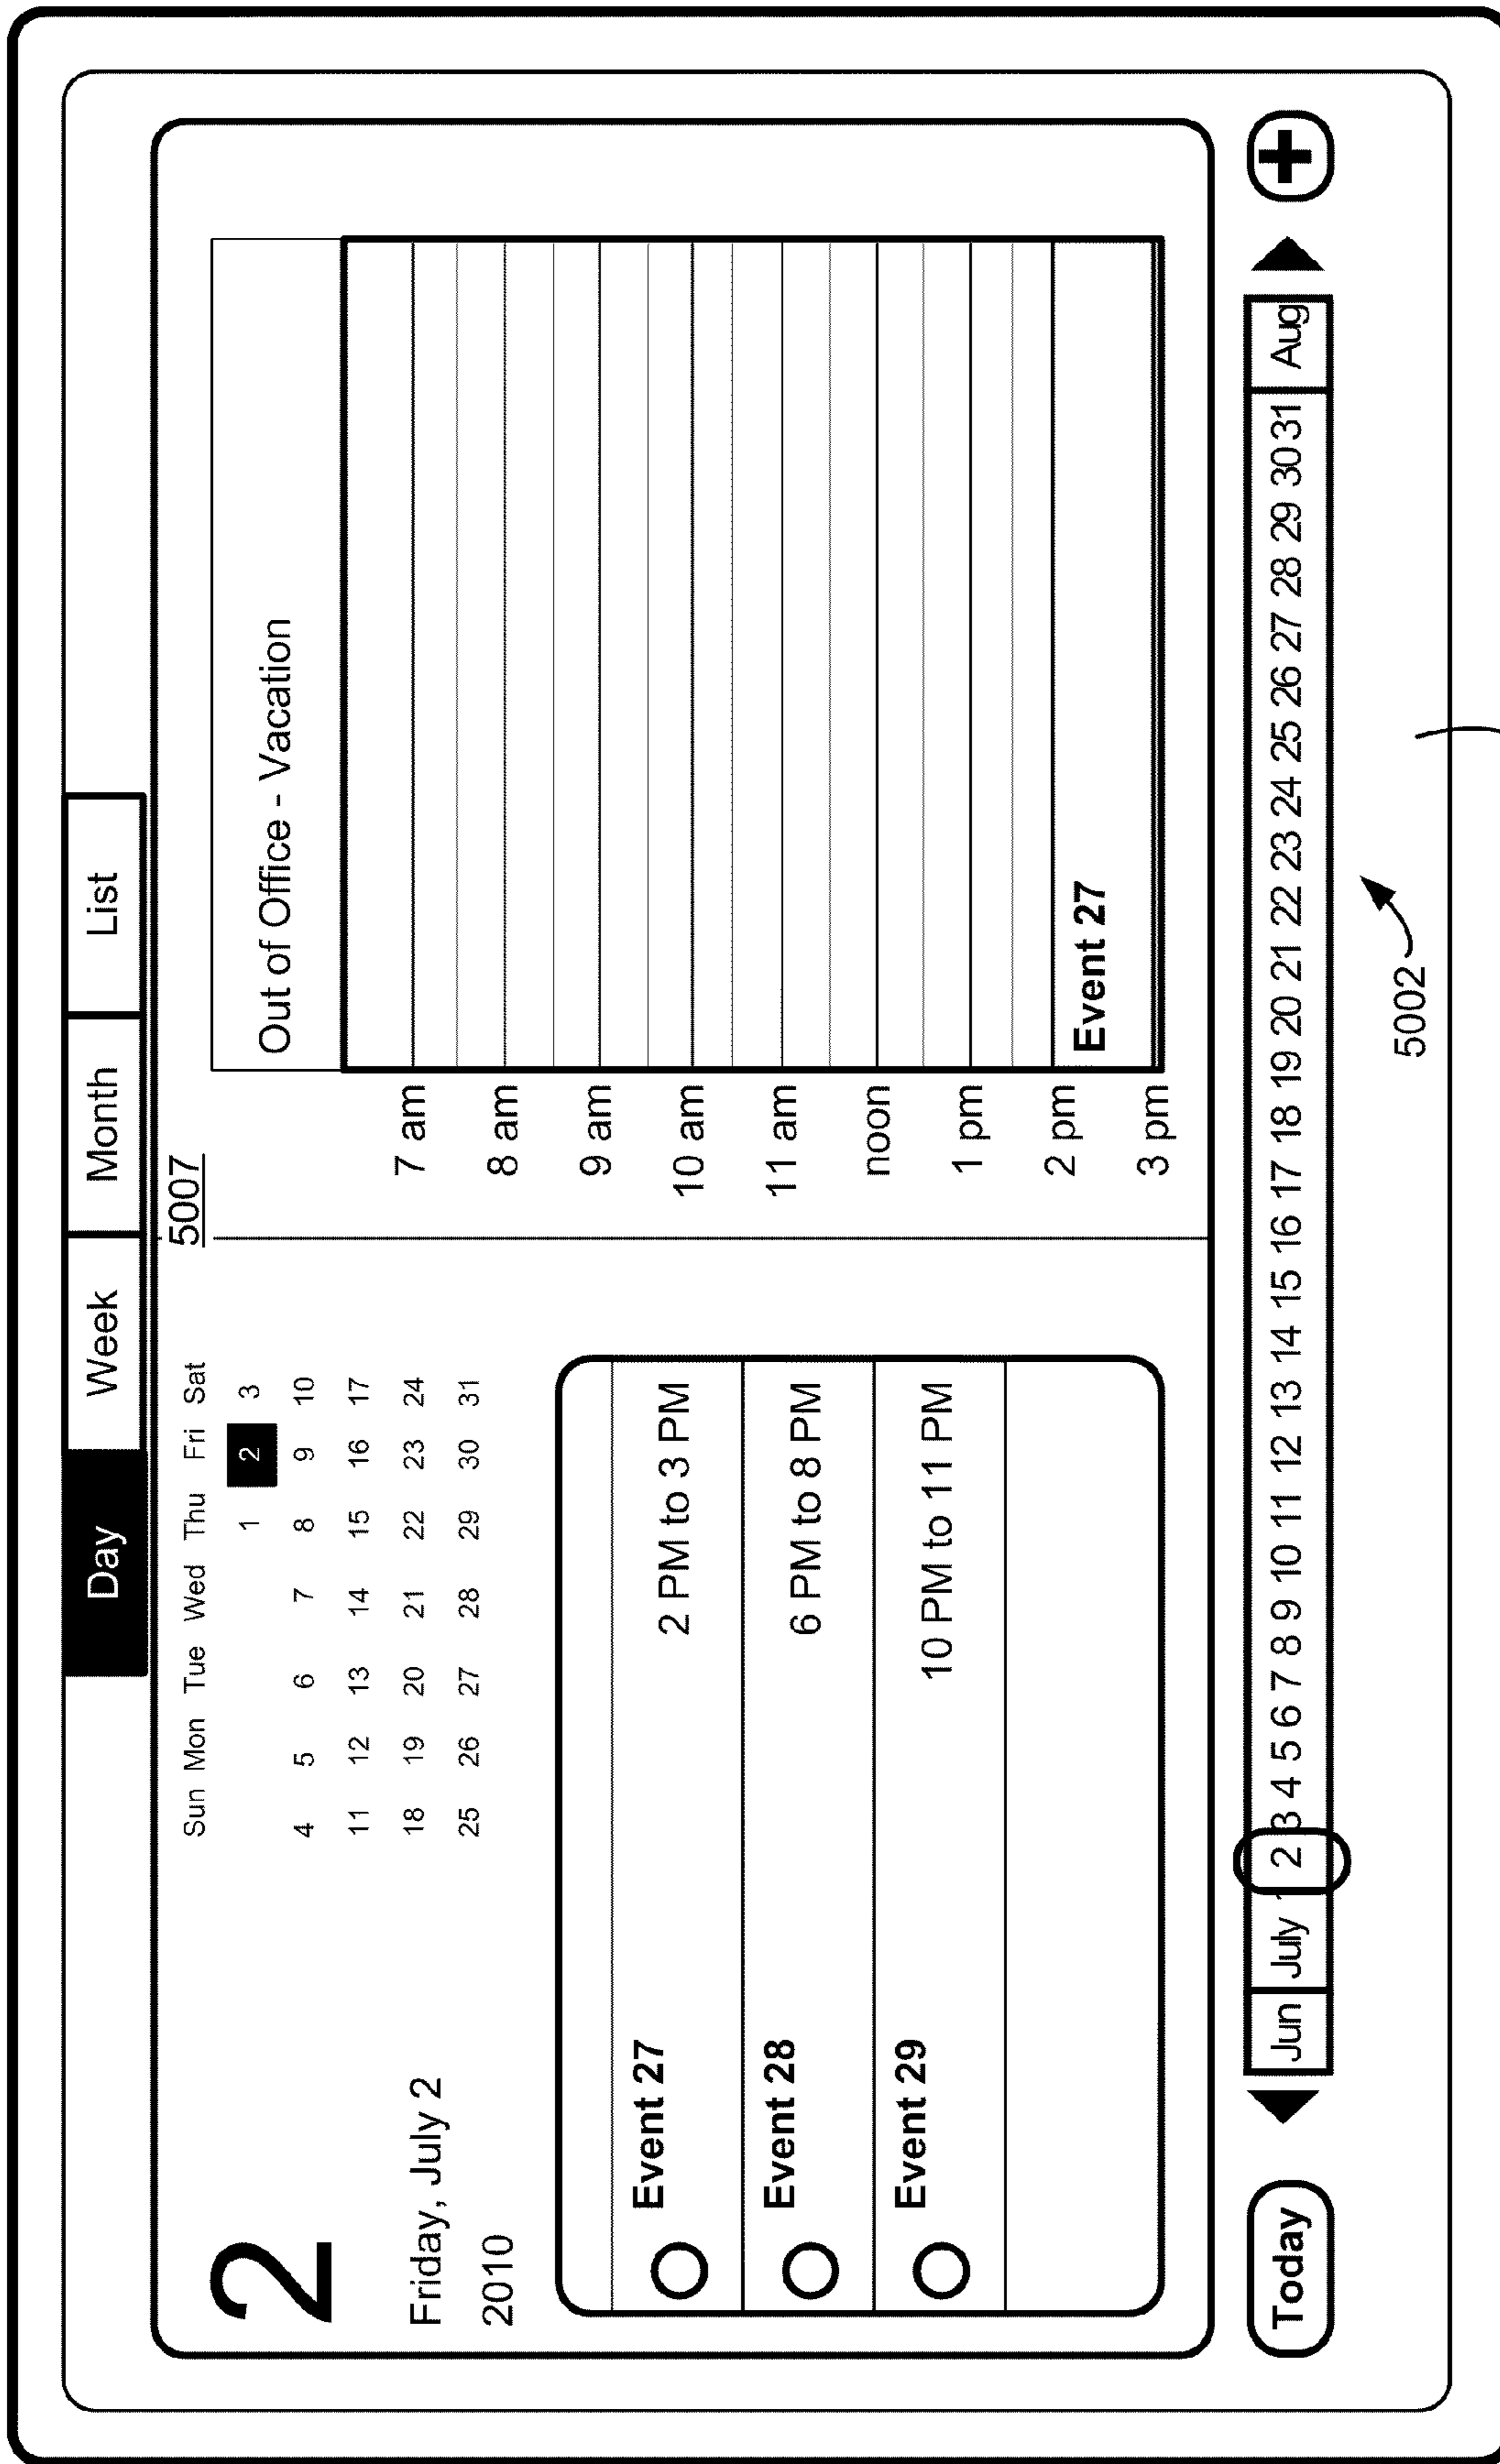 Day Week Month List
5007
2
Friday, July 2
2010
Sun Mon Tue Wed Thu Fri Sat
1 2 3
4 5 6 7 8 9 10
11 12 13 14 15 16 17
18 19 20 21 22 23 24
25 26 27 28 29 30 31
Event 27 2 PM to 3 PM
Event 28 6 PM to 8 PM
Event 29 10 PM to 11 PM
Out of Office - Vacation
7 am
8 am
9 am
10 am
11 am
noon
1 pm
2 pm
Event 27
3 pm
Today Jun July 1 2 3 4 5 6 7 8 9 10 11 12 13 14 15 16 17 18 19 20 21 22 23 24 25 26 27 28 29 30 31 Aug +
5002